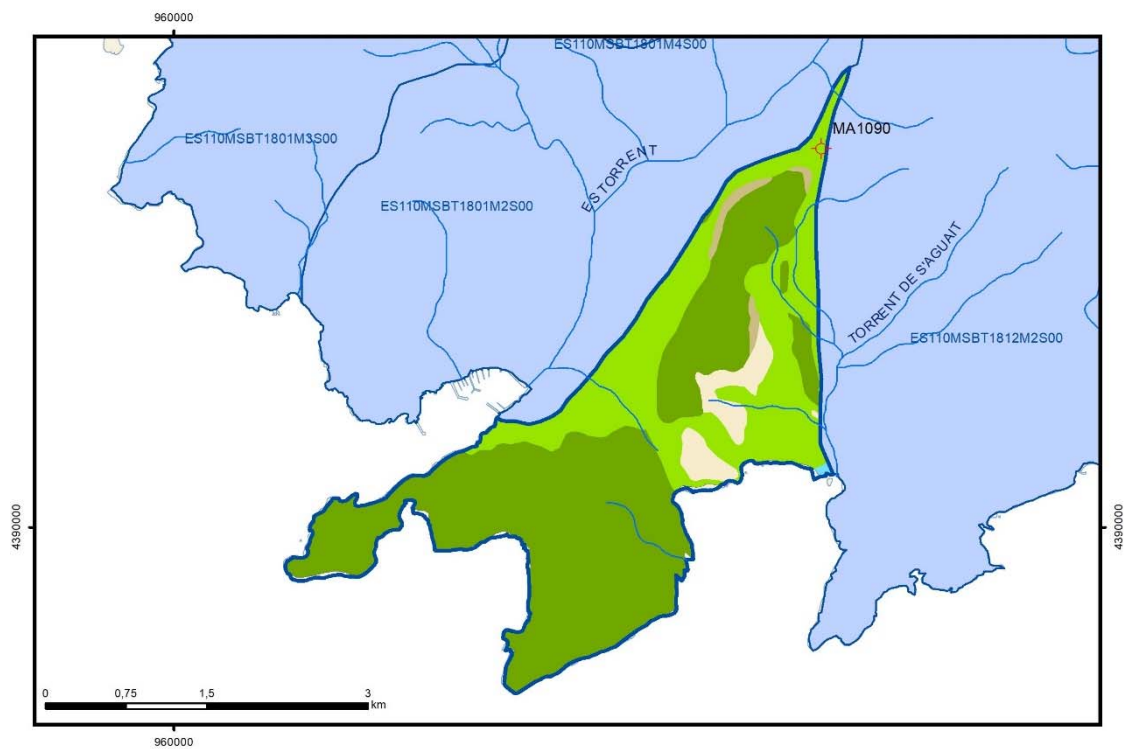 960000
ES110MSBT1801M4S00
MA1090
ES110MSBT1801M3S00
ES TORRENT
ES110MSBT1801M2S00
TORRENT DE S'AGUAIT
ES110MSBT1812M2S00
4390000
4390000
0 0,75 1,5 3
km
960000